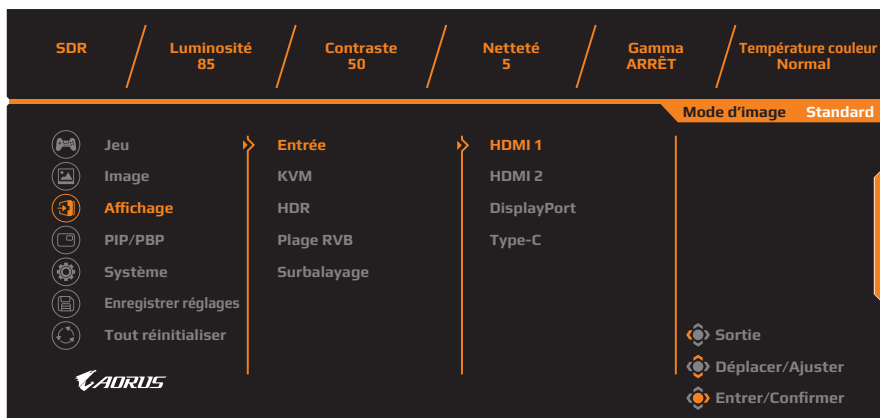 SDR
Luminosité
85
Contraste
50
Netteté
5
Gamma
ARRÊT
Température couleur
Normal
Mode d'image Standard
Jeu
Image
Affichage
PIP/PBP
Système
Enregistrer réglages
Tout réinitialiser
Entrée
KVM
HDR
Plage RVB
Surbalayage
HDMI 1
HDMI 2
DisplayPort
Type-C
Sortie
Déplacer/Ajuster
Entrer/Confirmer
AORUS